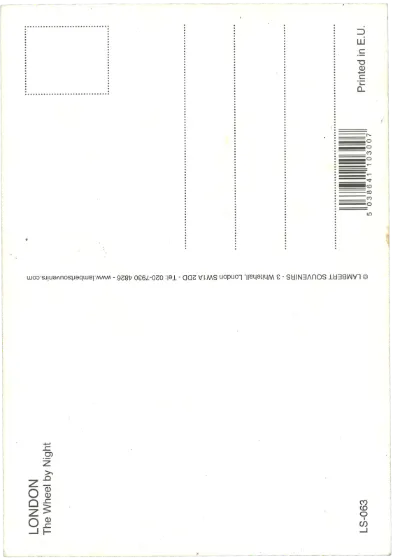 LONDON
The Wheel by Night
© LAMBERT SOUVENIRS - 3 Whitehall, London SW1A 2DD - Tel: 020-7930 4826 - www.lambertsouvenirs.com
Printed in E.U.
5 038641 103007
LS-063